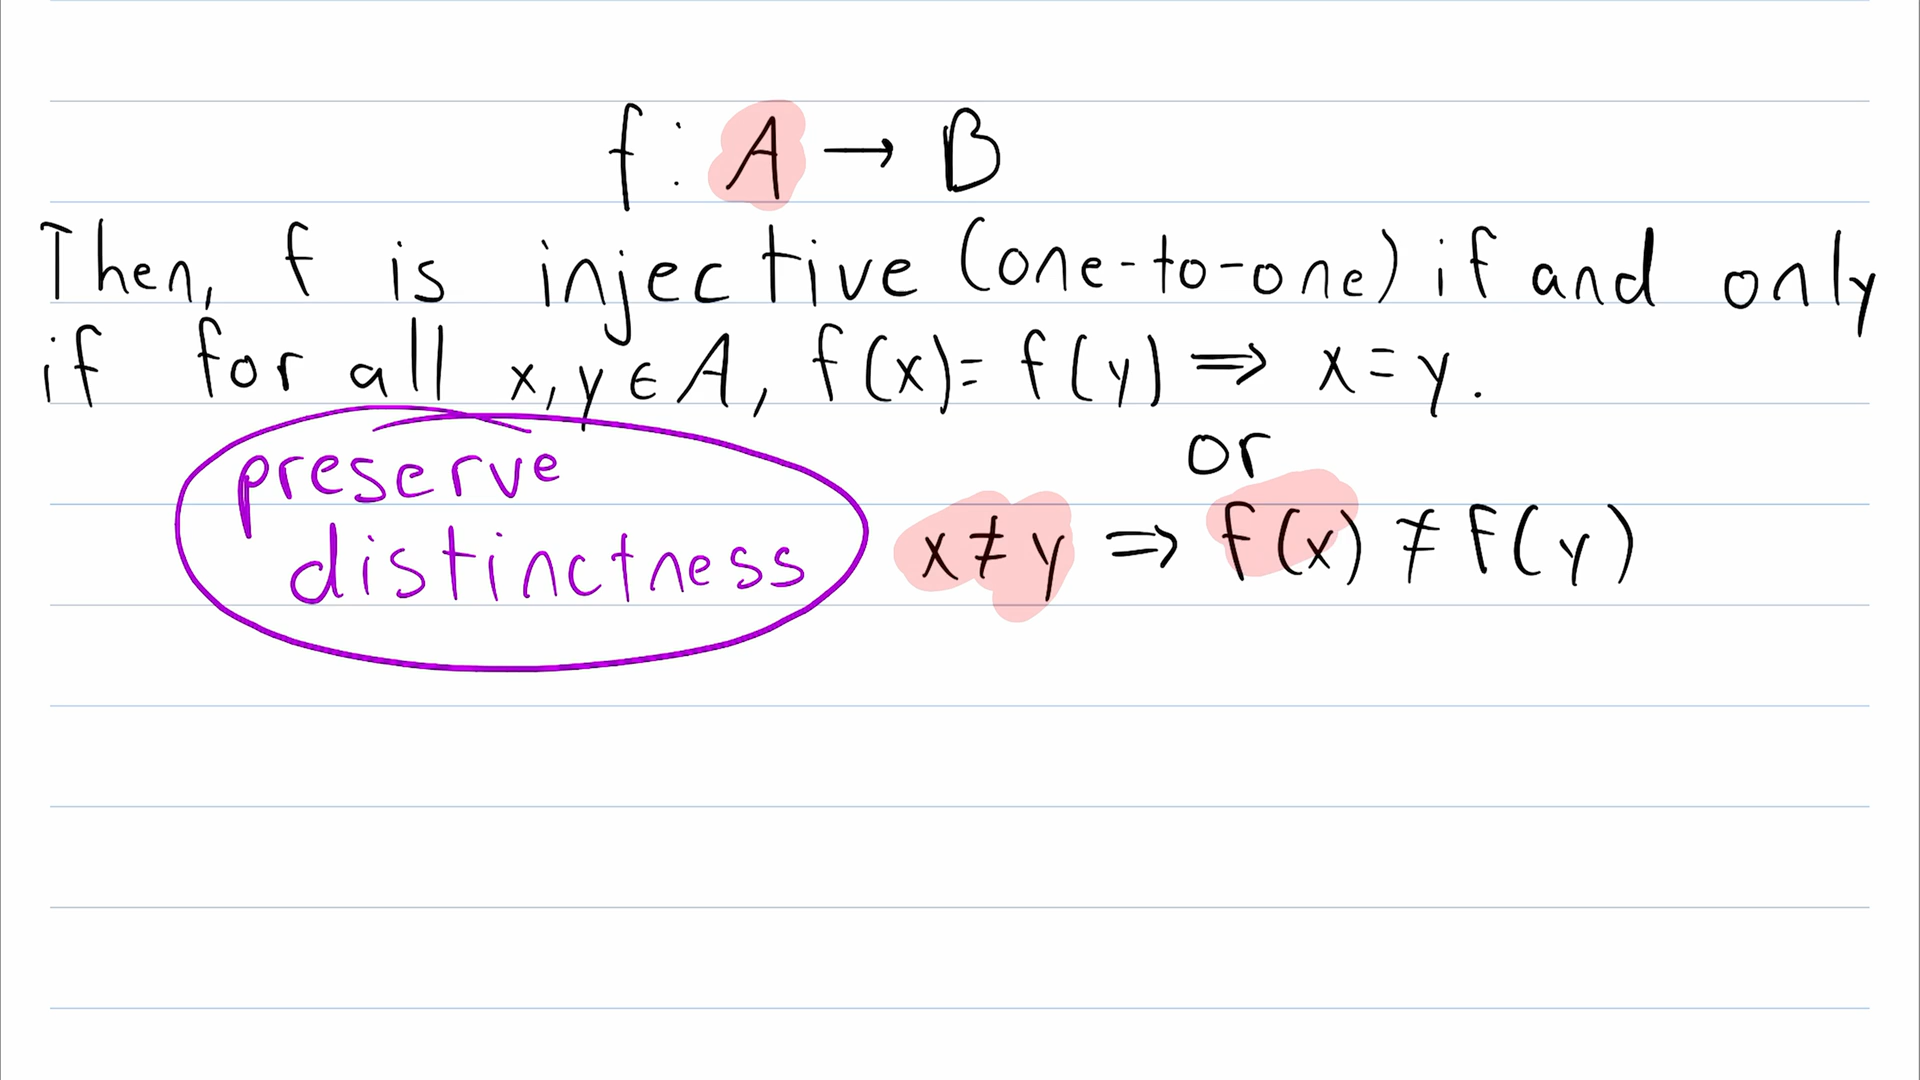 f: A → B
Then, f is injective (one-to-one) if and only
if for all x, y ∈ A, f(x) = f(y) ⇒ x = y.
or
preserve
distinctness
x ≠ y ⇒ f(x) ≠ f(y)